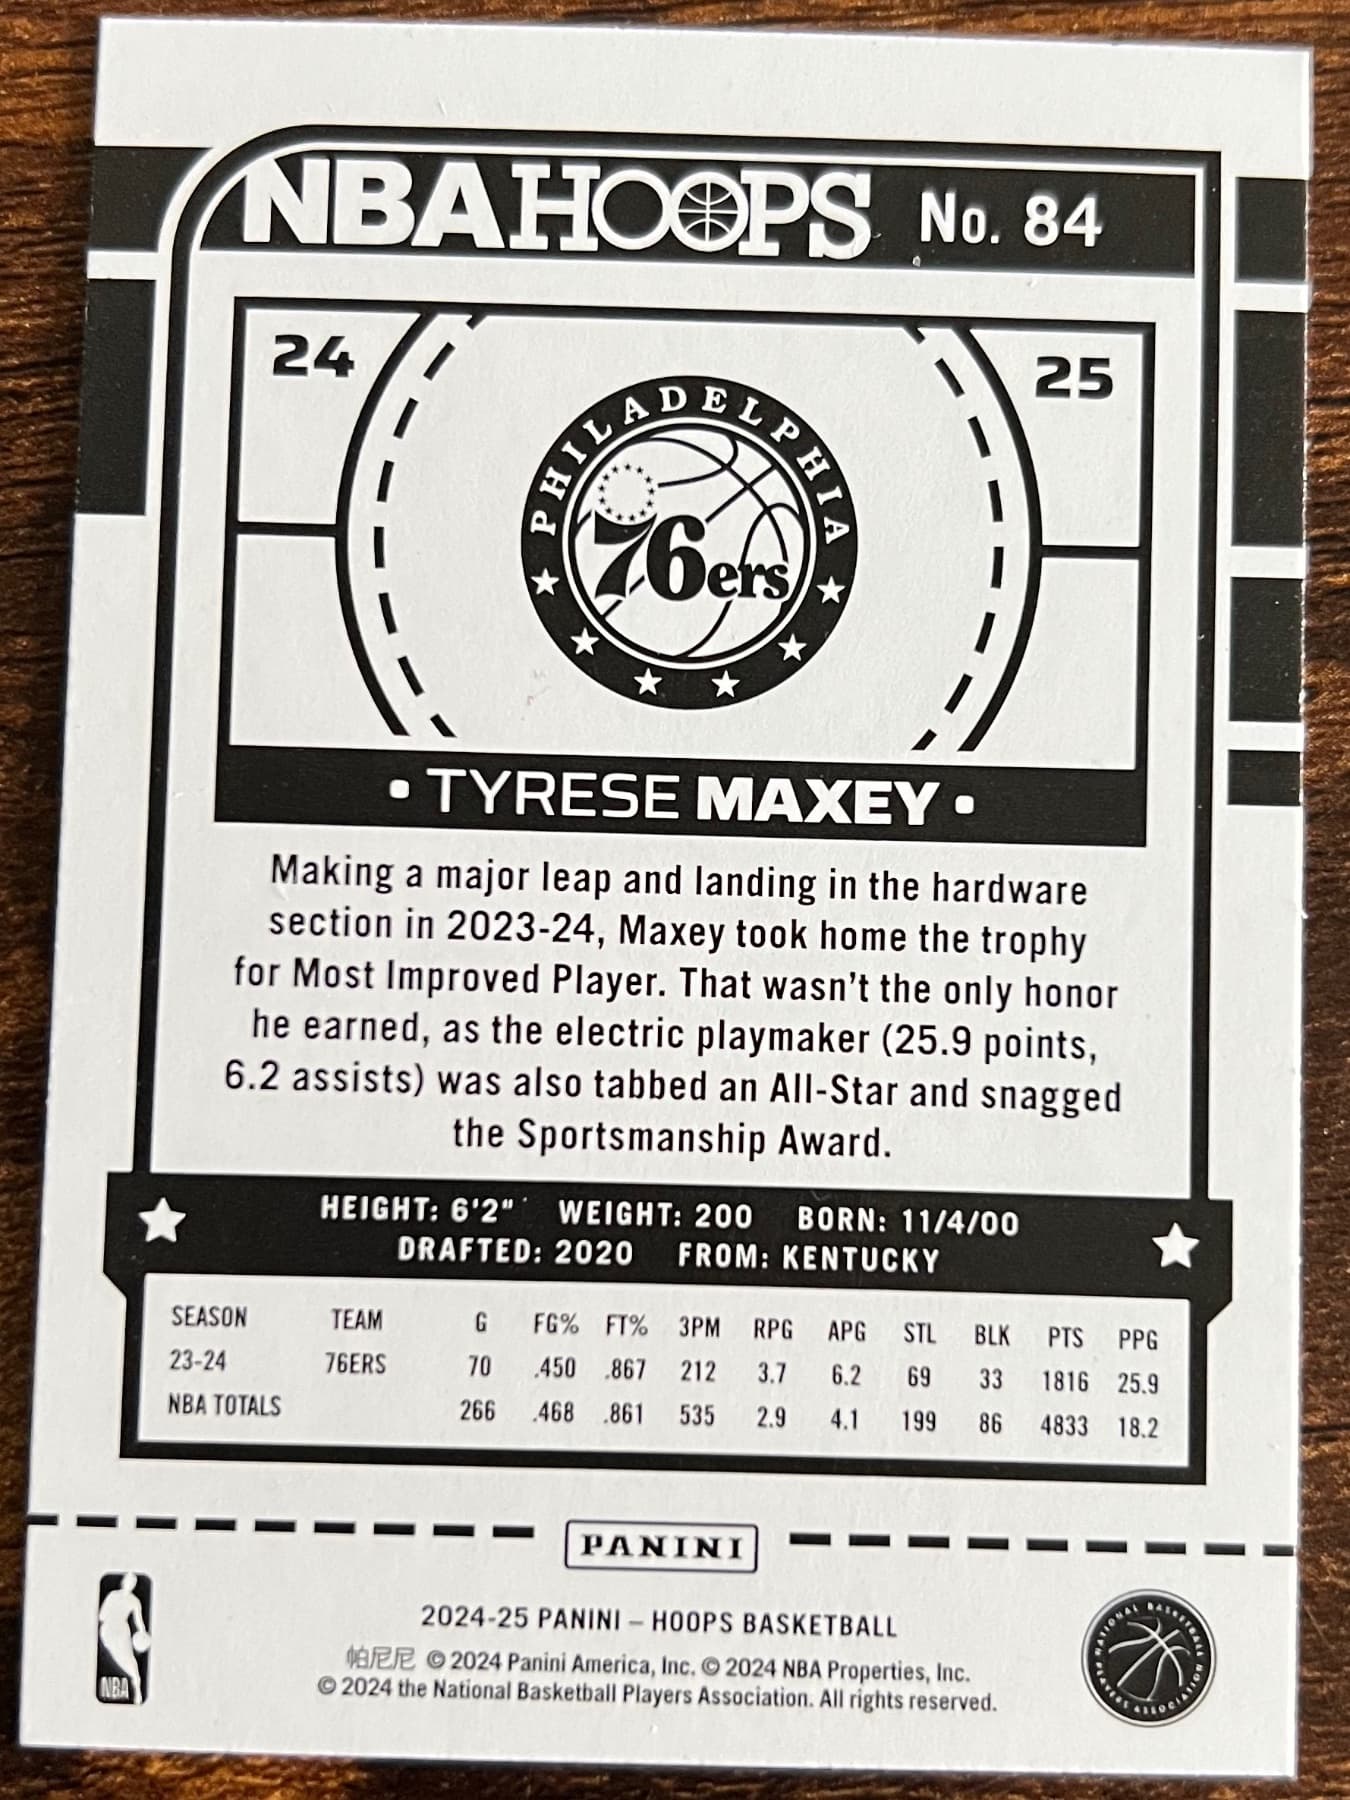 NBA HOOPS No. 84
24 25
PHILADELPHIA
76ers
• TYRESE MAXEY •
Making a major leap and landing in the hardware
section in 2023-24, Maxey took home the trophy
for Most Improved Player. That wasn't the only honor
he earned, as the electric playmaker (25.9 points,
6.2 assists) was also tabbed an All-Star and snagged
the Sportsmanship Award.
HEIGHT: 6'2" WEIGHT: 200 BORN: 11/4/00
DRAFTED: 2020 FROM: KENTUCKY
SEASON TEAM G FG% FT% 3PM RPG APG STL BLK PTS PPG
23-24 76ERS 70 .450 .867 212 3.7 6.2 69 33 1816 25.9
NBA TOTALS 266 .468 .861 535 2.9 4.1 199 86 4833 18.2
PANINI
2024-25 PANINI – HOOPS BASKETBALL
帕尼尼 © 2024 Panini America, Inc. © 2024 NBA Properties, Inc.
© 2024 the National Basketball Players Association. All rights reserved.
NBA
NATIONAL BASKETBALL PLAYERS ASSOCIATION